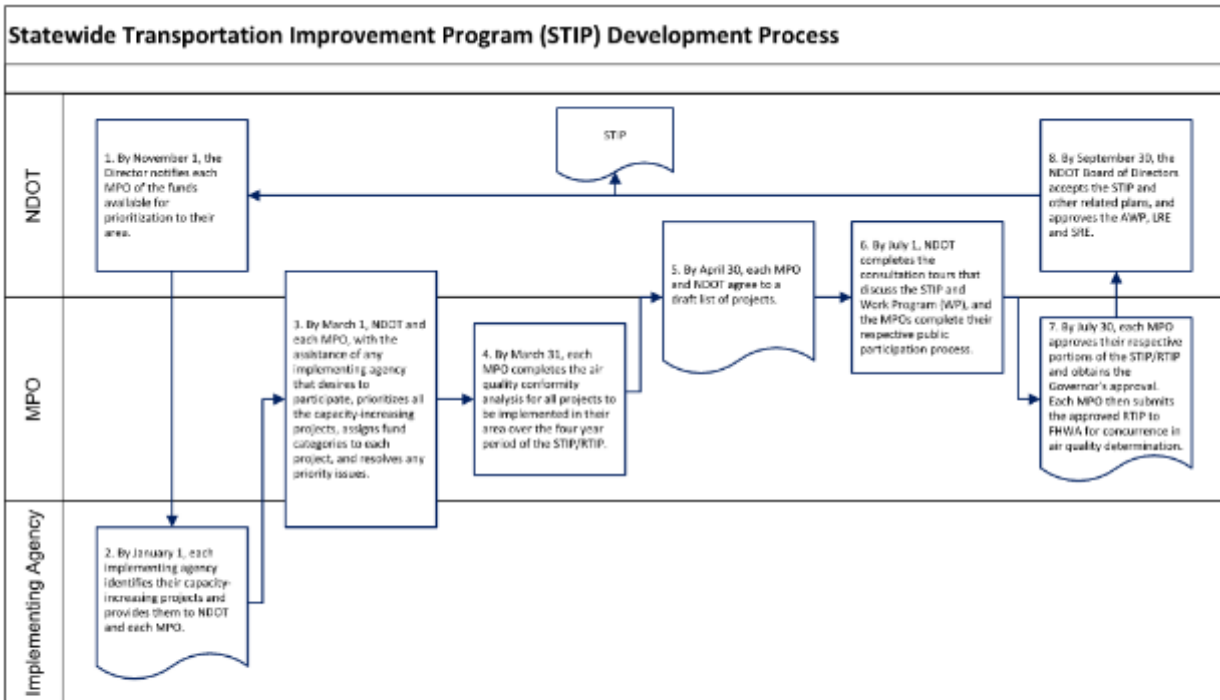 Statewide Transportation Improvement Program (STIP) Development Process
NDOT
1. By November 1, the
Director notifies each
MPO of the funds
available for
prioritization to their
area.
STIP
8. By September 30, the
NDOT Board of Directors
accepts the STIP and
other related plans, and
approves the AWP, LRE
and SRE.
MPO
3. By March 1, NDOT and
each MPO, with the
assistance of any
implementing agency
that desires to
participate, prioritizes all
the capacity-increasing
projects, assigns fund
categories to each
project, and resolves any
priority issues.
4. By March 31, each
MPO completes the air
quality conformity
analysis for all projects to
be implemented in their
area over the four year
period of the STIP/RTIP.
5. By April 30, each MPO
and NDOT agree to a
draft list of projects.
6. By July 1, NDOT
completes the
consultation tours that
discuss the STIP and
Work Program (WP), and
the MPOs complete their
respective public
participation process.
7. By July 30, each MPO
approves their respective
portions of the STIP/RTIP
and obtains the
Governor's approval.
Each MPO then submits
the approved RTIP to
FHWA for concurrence in
air quality determination.
Implementing Agency
2. By January 1, each
implementing agency
identifies their capacity-
increasing projects and
provides them to NDOT
and each MPO.